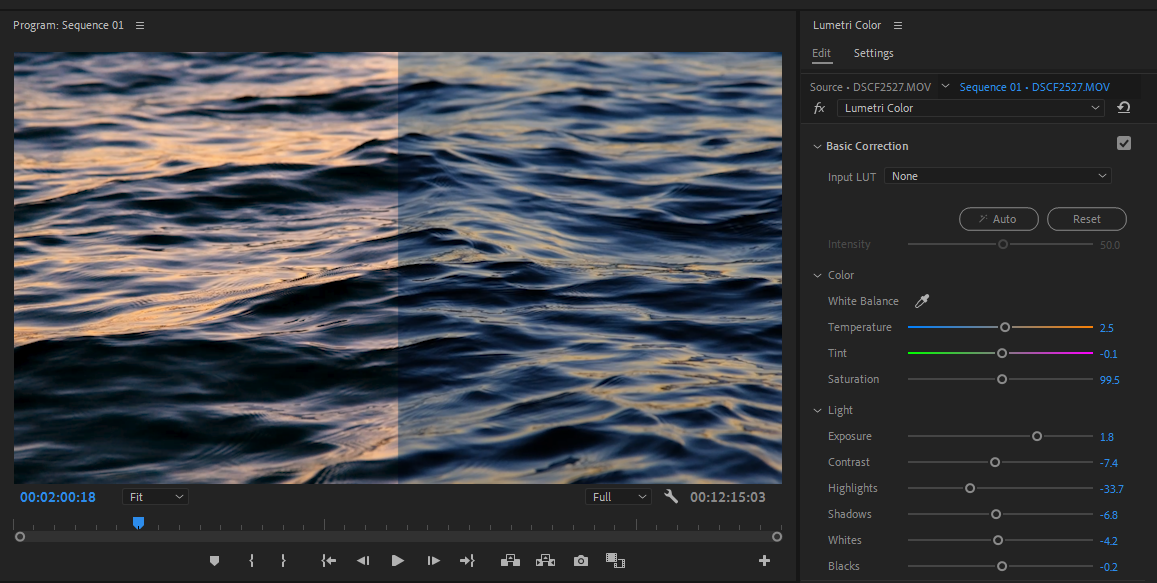 Program: Sequence 01
Lumetri Color
Edit Settings
Source • DSCF2527.MOV Sequence 01 • DSCF2527.MOV
fx Lumetri Color
Basic Correction
Input LUT None
Auto Reset
Intensity 50.0
Color
White Balance
Temperature 2.5
Tint -0.1
Saturation 99.5
Light
Exposure 1.8
Contrast -7.4
Highlights -33.7
Shadows -6.8
Whites -4.2
Blacks -0.2
00:02:00:18 Fit Full 00:12:15:03